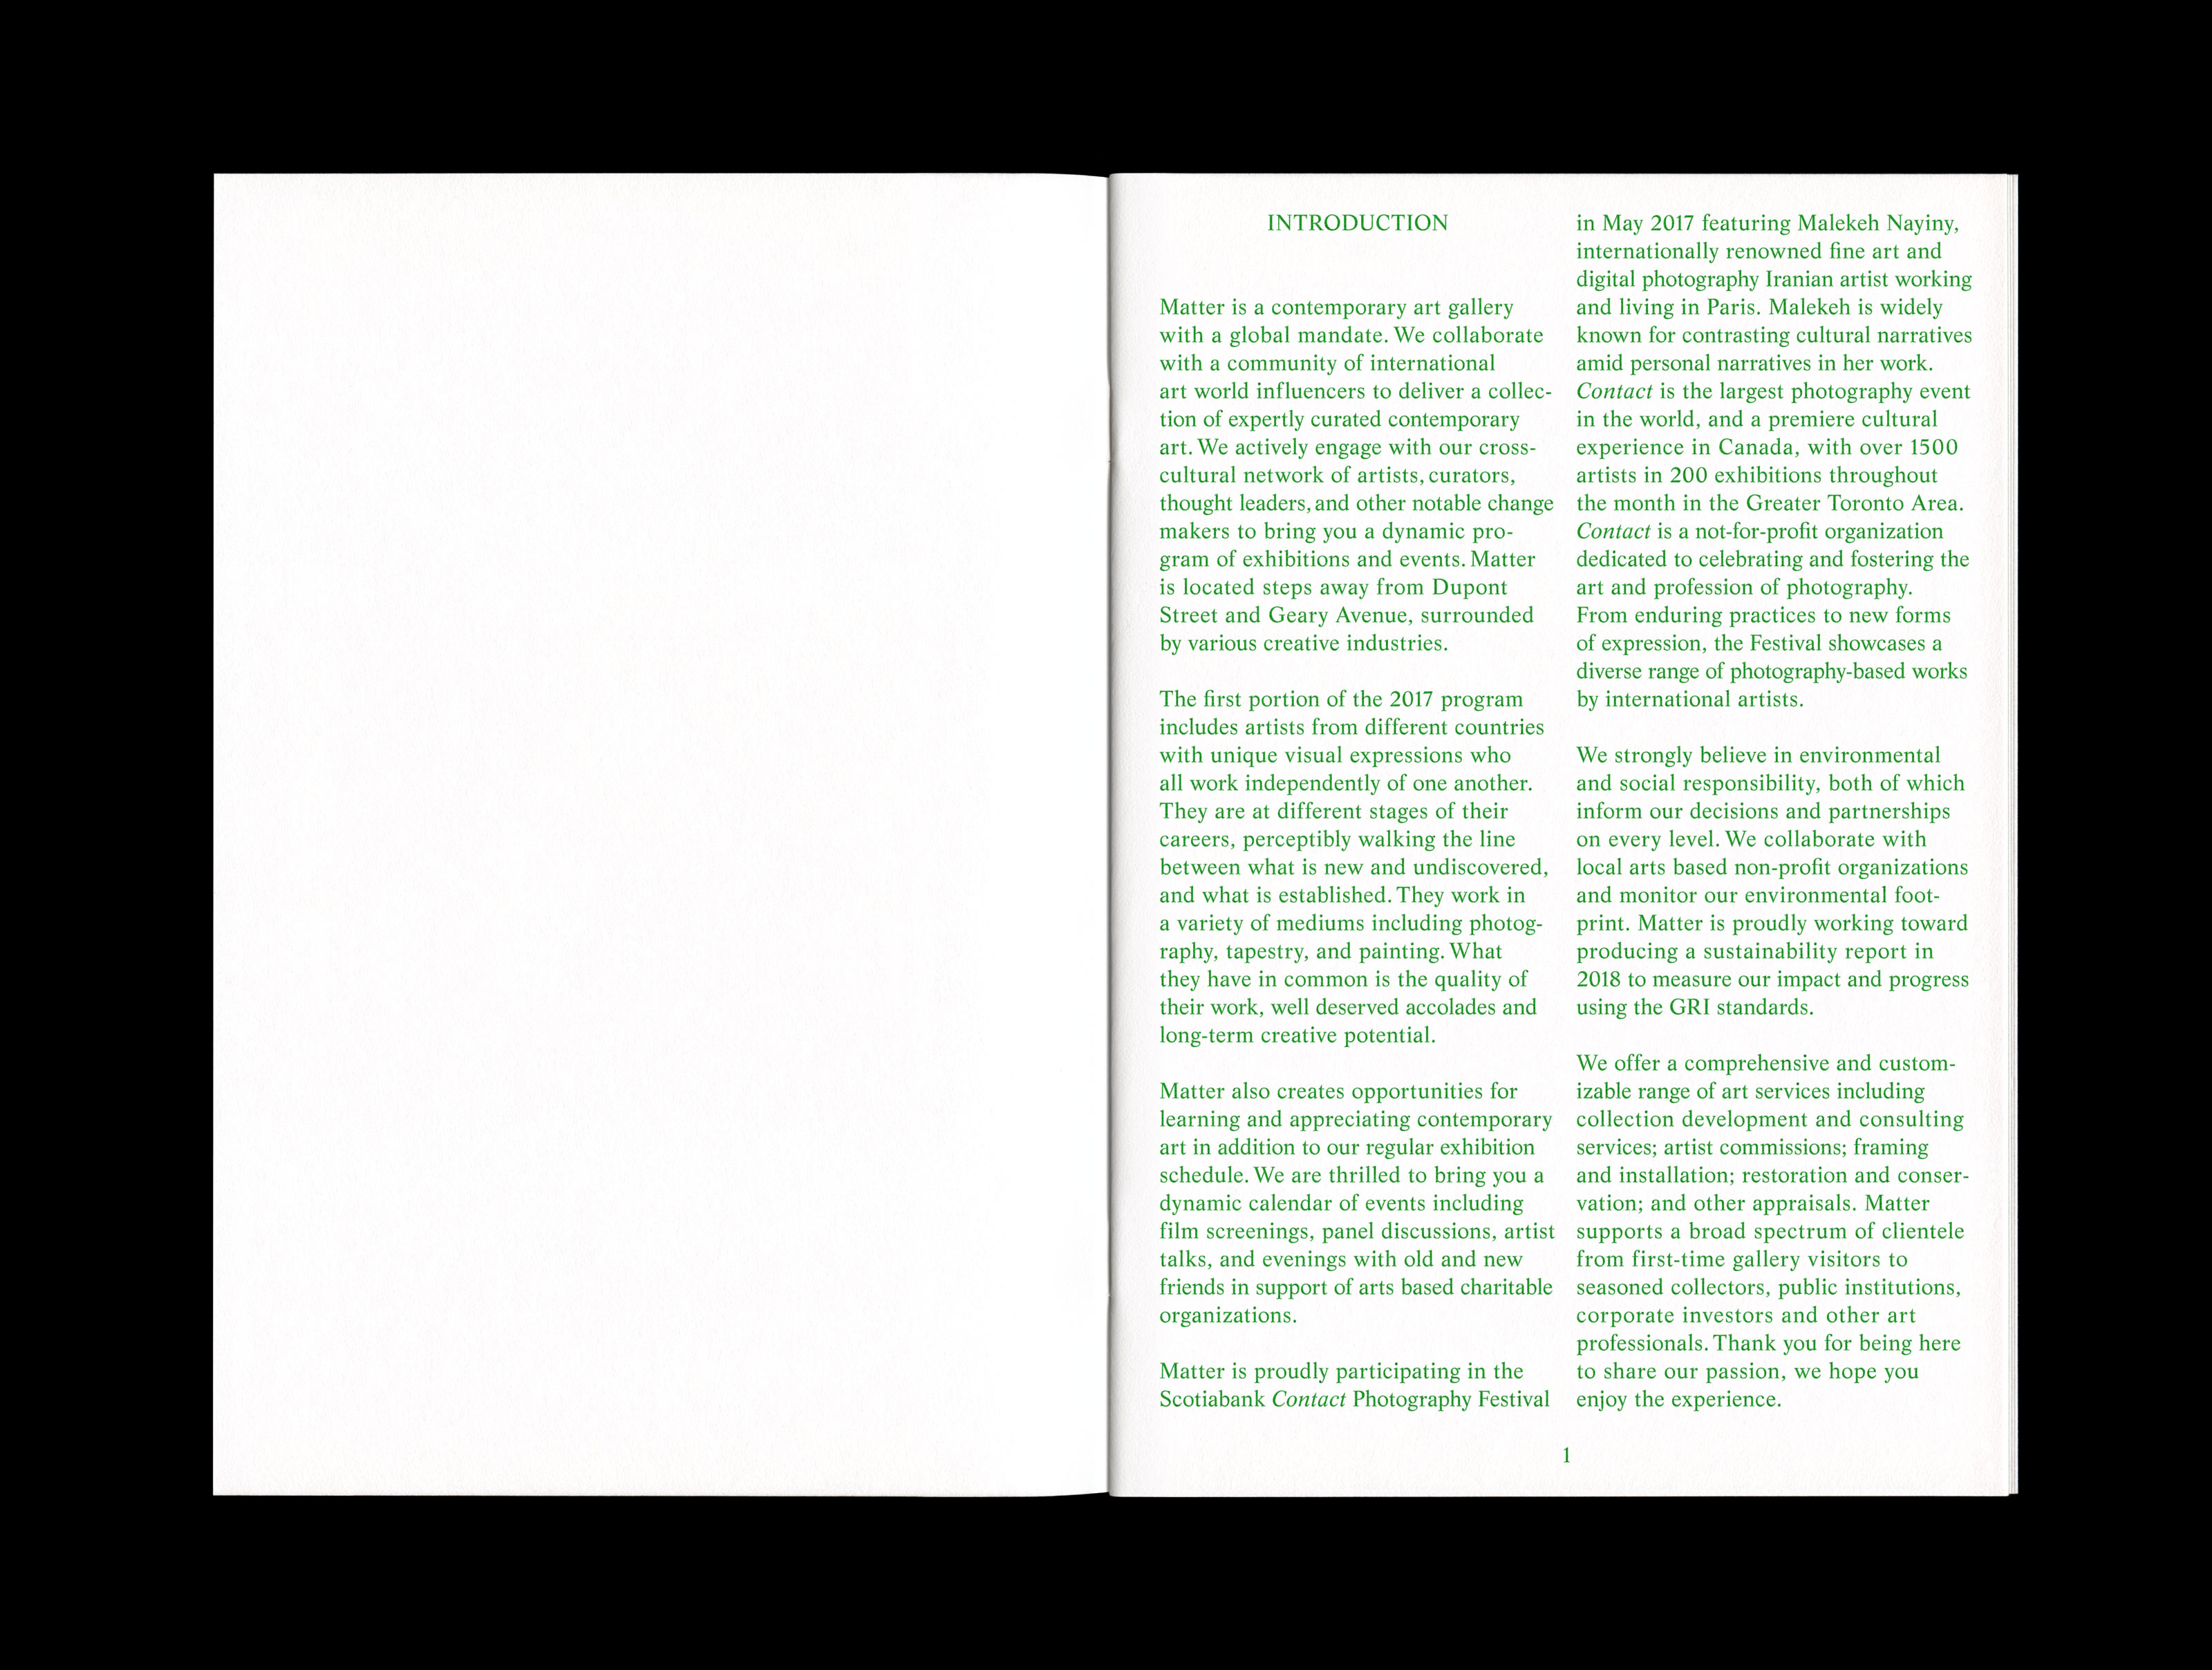 INTRODUCTION
Matter is a contemporary art gallery
with a global mandate. We collaborate
with a community of international
art world influencers to deliver a collec-
tion of expertly curated contemporary
art. We actively engage with our cross-
cultural network of artists, curators,
thought leaders, and other notable change
makers to bring you a dynamic pro-
gram of exhibitions and events. Matter
is located steps away from Dupont
Street and Geary Avenue, surrounded
by various creative industries.
The first portion of the 2017 program
includes artists from different countries
with unique visual expressions who
all work independently of one another.
They are at different stages of their
careers, perceptibly walking the line
between what is new and undiscovered,
and what is established. They work in
a variety of mediums including photog-
raphy, tapestry, and painting. What
they have in common is the quality of
their work, well deserved accolades and
long-term creative potential.
Matter also creates opportunities for
learning and appreciating contemporary
art in addition to our regular exhibition
schedule. We are thrilled to bring you a
dynamic calendar of events including
film screenings, panel discussions, artist
talks, and evenings with old and new
friends in support of arts based charitable
organizations.
Matter is proudly participating in the
Scotiabank Contact Photography Festival
in May 2017 featuring Malekeh Nayiny,
internationally renowned fine art and
digital photography Iranian artist working
and living in Paris. Malekeh is widely
known for contrasting cultural narratives
amid personal narratives in her work.
Contact is the largest photography event
in the world, and a premiere cultural
experience in Canada, with over 1500
artists in 200 exhibitions throughout
the month in the Greater Toronto Area.
Contact is a not-for-profit organization
dedicated to celebrating and fostering the
art and profession of photography.
From enduring practices to new forms
of expression, the Festival showcases a
diverse range of photography-based works
by international artists.
We strongly believe in environmental
and social responsibility, both of which
inform our decisions and partnerships
on every level. We collaborate with
local arts based non-profit organizations
and monitor our environmental foot-
print. Matter is proudly working toward
producing a sustainability report in
2018 to measure our impact and progress
using the GRI standards.
We offer a comprehensive and custom-
izable range of art services including
collection development and consulting
services; artist commissions; framing
and installation; restoration and conser-
vation; and other appraisals. Matter
supports a broad spectrum of clientele
from first-time gallery visitors to
seasoned collectors, public institutions,
corporate investors and other art
professionals. Thank you for being here
to share our passion, we hope you
enjoy the experience.
1